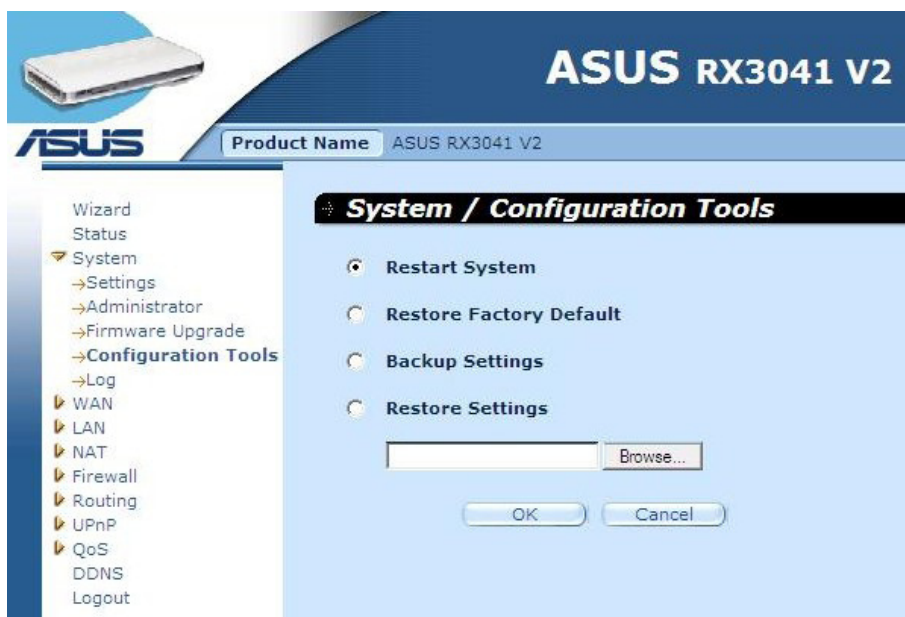 ASUS RX3041 V2
ASUS
Product Name ASUS RX3041 V2
Wizard
Status
System
→Settings
→Administrator
→Firmware Upgrade
→Configuration Tools
→Log
WAN
LAN
NAT
Firewall
Routing
UPnP
QoS
DDNS
Logout
System / Configuration Tools
Restart System
Restore Factory Default
Backup Settings
Restore Settings
Browse...
OK Cancel